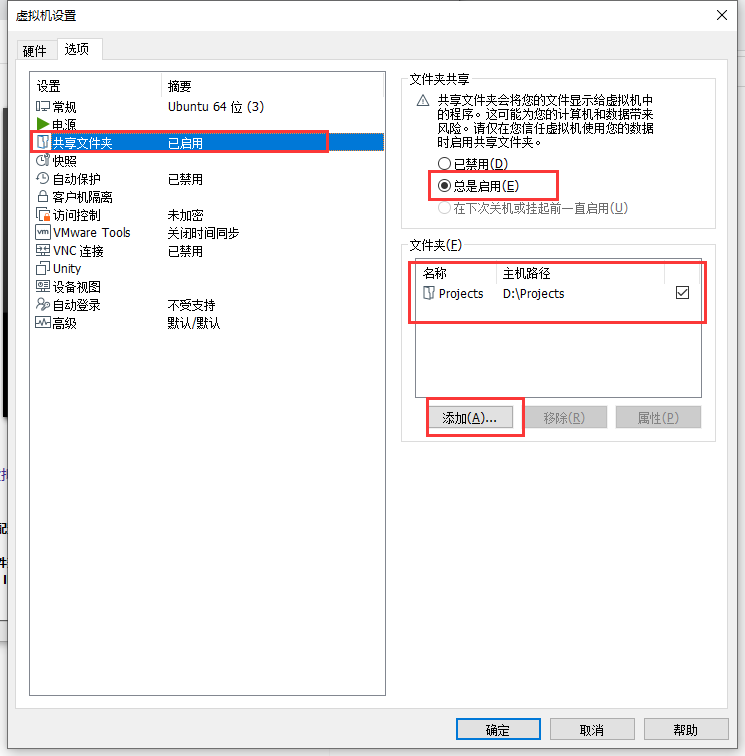 虚拟机设置
硬件
选项
设置
摘要
常规
Ubuntu 64 位 (3)
电源
共享文件夹
已启用
快照
自动保护
已禁用
客户机隔离
访问控制
未加密
VMware Tools
关闭时间同步
VNC 连接
已禁用
Unity
设备视图
自动登录
不受支持
高级
默认/默认
文件夹共享
共享文件夹会将您的文件显示给虚拟机中
的程序。这可能为您的计算机和数据带来
风险。请仅在您信任虚拟机使用您的数据
时启用共享文件夹。
已禁用(D)
总是启用(E)
在下次关机或挂起前一直启用(U)
文件夹(F)
名称
主机路径
Projects
D:\Projects
添加(A)...
移除(R)
属性(P)
确定
取消
帮助